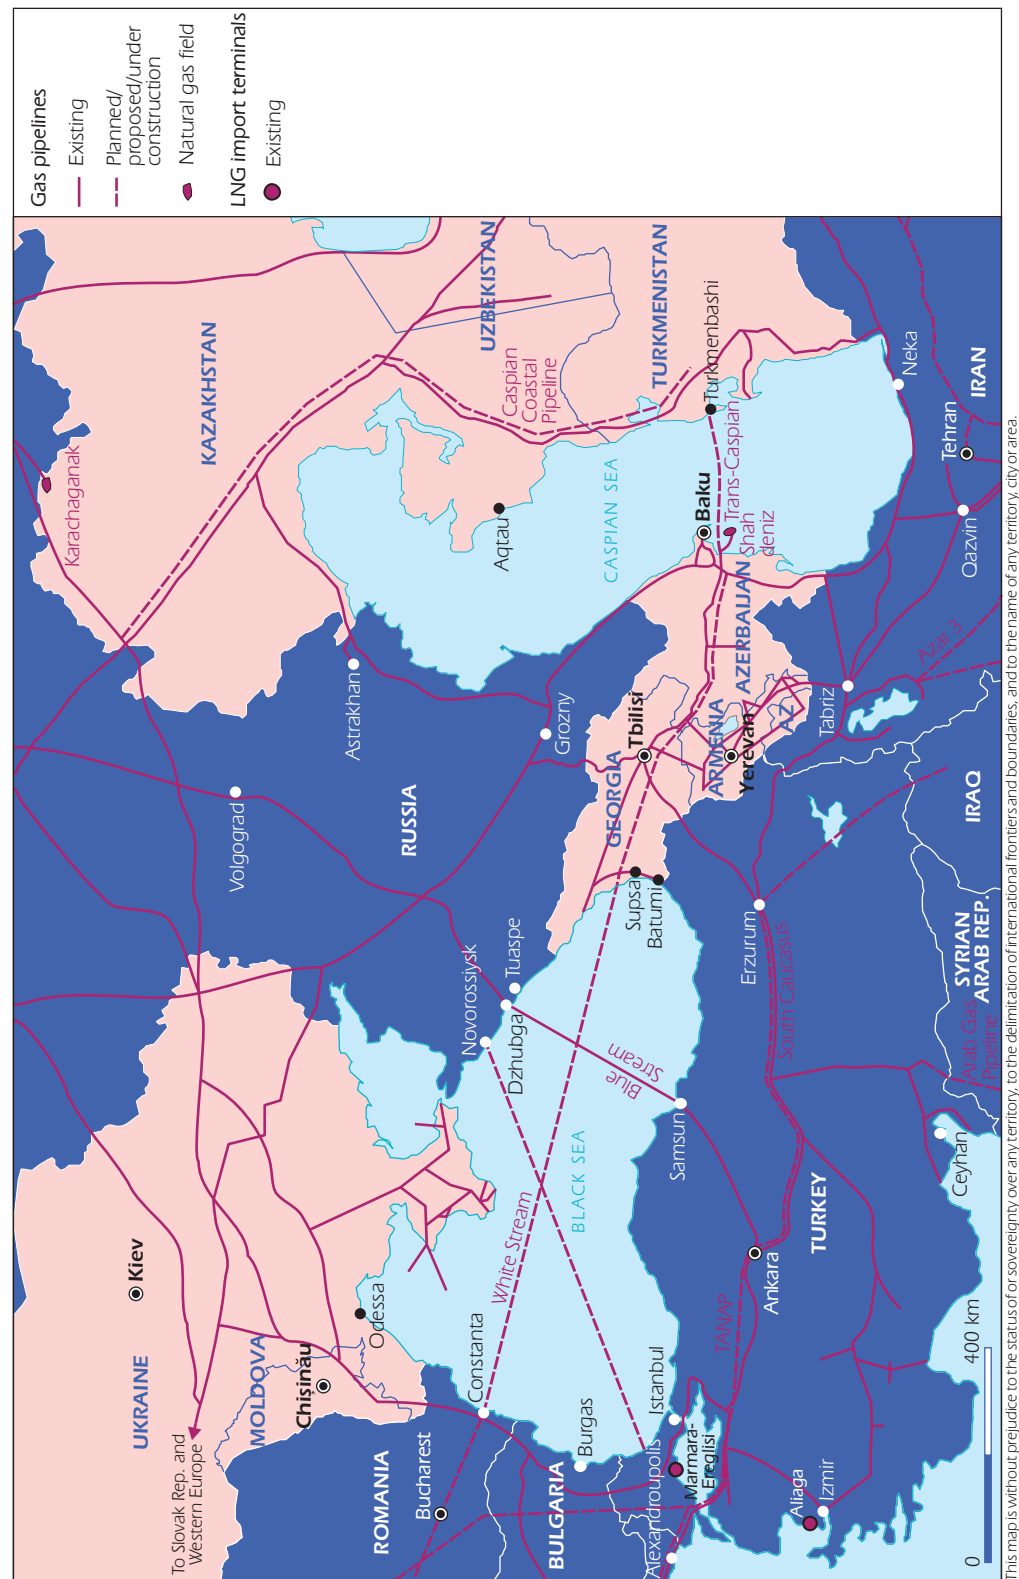 Gas pipelines
Existing
Planned/
proposed/under
construction
Natural gas field
LNG import terminals
Existing
Karachaganak
KAZAKHSTAN
UZBEKISTAN
TURKMENISTAN
Caspian
Coastal
Pipeline
Turkmenbashi
Neka
IRAN
Tehran
Qazvin
Trans-Caspian
Shah
deniz
Baku
CASPIAN SEA
Aqtau
Astrakhan
Grozny
Volgograd
RUSSIA
Tbilisi
GEORGIA
ARMENIA
Yerevan
AZERBAIJAN
AZ
Tabriz
Azar 3
IRAQ
Supsa
Batumi
Erzurum
South Caucasus
SYRIAN
ARAB REP.
Arab Gas
Pipeline
Tuaspe
Novorossiysk
Dzhubga
Blue
Stream
Samsun
BLACK SEA
White Stream
Ceyhan
TURKEY
Ankara
TANAP
Kiev
UKRAINE
MOLDOVA
Chișinău
Odessa
Constanta
Istanbul
Burgas
To Slovak Rep. and
Western Europe
ROMANIA
Bucharest
BULGARIA
Alexandroupolis
Marmara-
Ereglisi
Aliaga
Izmir
0
400 km
This map is without prejudice to the status of or sovereignty over any territory, to the delimitation of international frontiers and boundaries, and to the name of any territory, city or area.